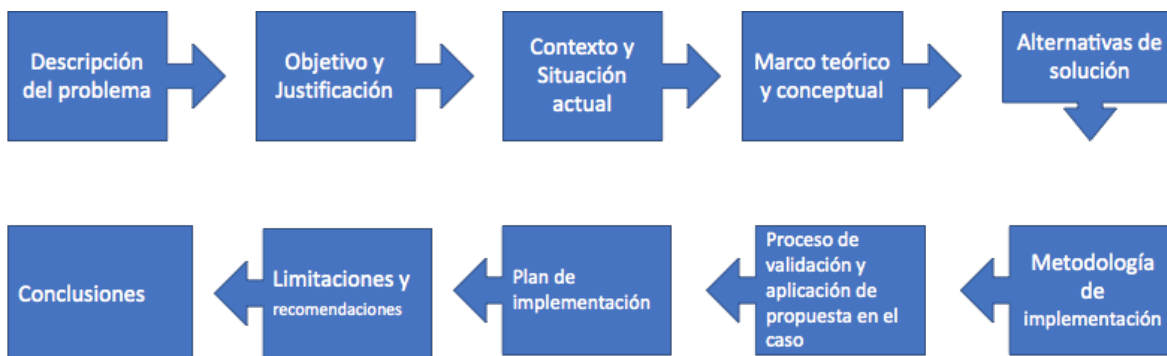 Descripción
del problema
Objetivo y
Justificación
Contexto y
Situación
actual
Marco teórico
y conceptual
Alternativas de
solución
Metodología
de
implementación
Proceso de
validación y
aplicación de
propuesta en el
caso
Plan de
implementación
Limitaciones y
recomendaciones
Conclusiones